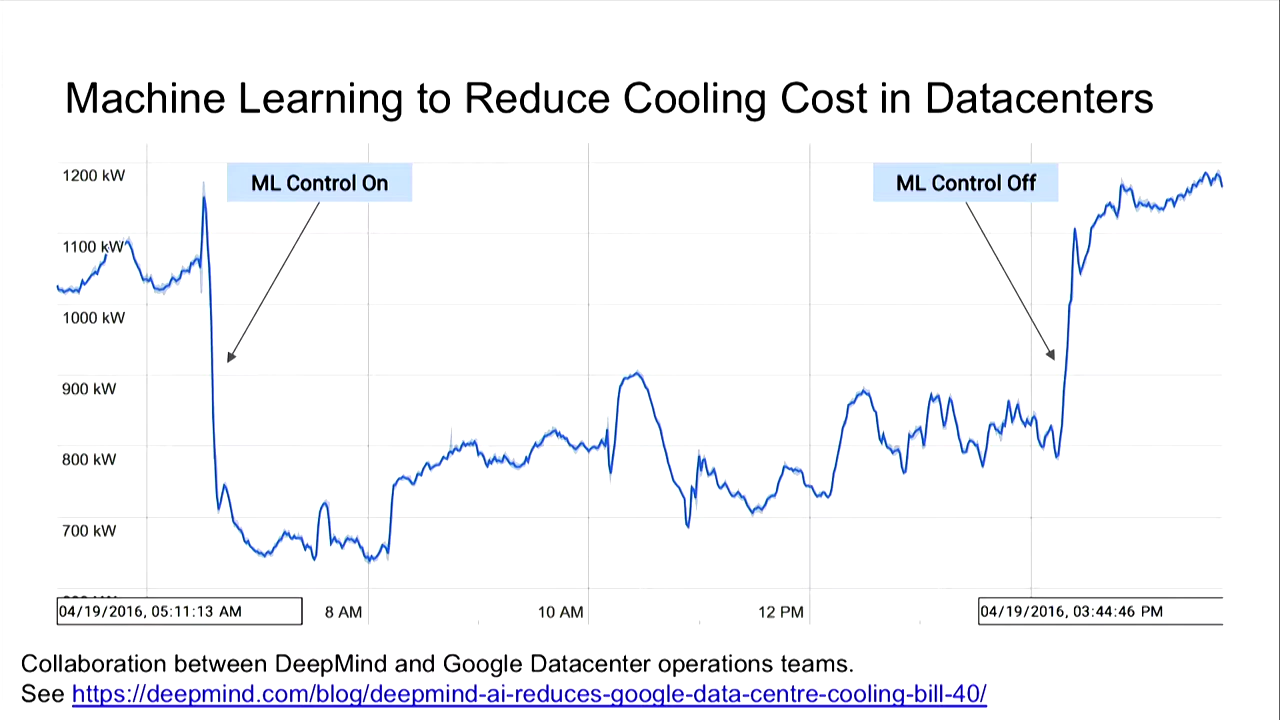 Machine Learning to Reduce Cooling Cost in Datacenters
1200 kW
ML Control On
ML Control Off
1100 kW
1000 kW
900 kW
800 kW
700 kW
04/19/2016, 05:11:13 AM
8 AM
10 AM
12 PM
04/19/2016, 03:44:46 PM
Collaboration between DeepMind and Google Datacenter operations teams.
See https://deepmind.com/blog/deepmind-ai-reduces-google-data-centre-cooling-bill-40/